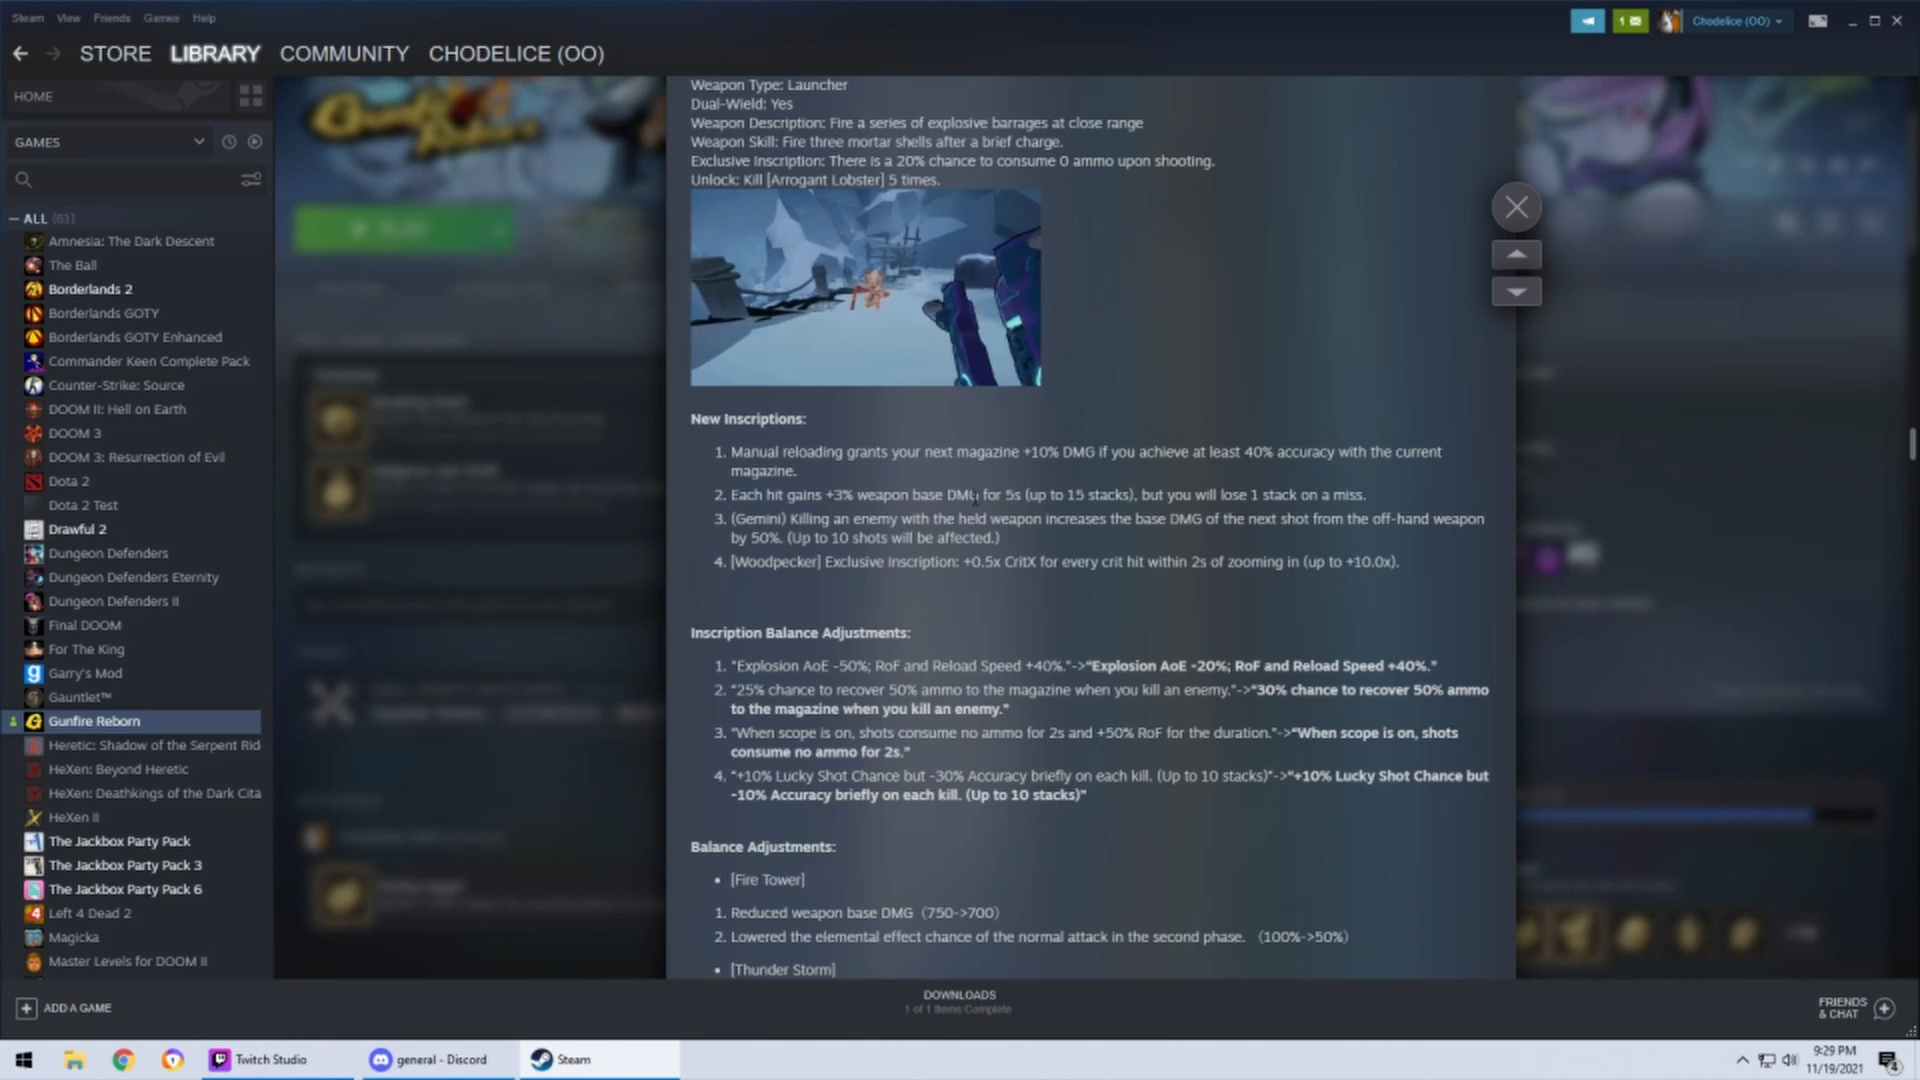 Steam View Friends Games Help
1
Chodelice (OO)
STORE LIBRARY COMMUNITY CHODELICE (OO)
HOME
GAMES
— ALL (61)
Amnesia: The Dark Descent
The Ball
Borderlands 2
Borderlands GOTY
Borderlands GOTY Enhanced
Commander Keen Complete Pack
Counter-Strike: Source
DOOM II: Hell on Earth
DOOM 3
DOOM 3: Resurrection of Evil
Dota 2
Dota 2 Test
Drawful 2
Dungeon Defenders
Dungeon Defenders Eternity
Dungeon Defenders II
Final DOOM
For The King
Garry's Mod
Gauntlet™
Gunfire Reborn
Heretic: Shadow of the Serpent Rid
HeXen: Beyond Heretic
HeXen: Deathkings of the Dark Cita
HeXen II
The Jackbox Party Pack
The Jackbox Party Pack 3
The Jackbox Party Pack 6
Left 4 Dead 2
Magicka
Master Levels for DOOM II
Gunfire Reborn
PLAY
Weapon Type: Launcher
Dual-Wield: Yes
Weapon Description: Fire a series of explosive barrages at close range
Weapon Skill: Fire three mortar shells after a brief charge.
Exclusive Inscription: There is a 20% chance to consume 0 ammo upon shooting.
Unlock: Kill [Arrogant Lobster] 5 times.
New Inscriptions:
1. Manual reloading grants your next magazine +10% DMG if you achieve at least 40% accuracy with the current
magazine.
2. Each hit gains +3% weapon base DMG for 5s (up to 15 stacks), but you will lose 1 stack on a miss.
3. (Gemini) Killing an enemy with the held weapon increases the base DMG of the next shot from the off-hand weapon
by 50%. (Up to 10 shots will be affected.)
4. [Woodpecker] Exclusive Inscription: +0.5x CritX for every crit hit within 2s of zooming in (up to +10.0x).
Inscription Balance Adjustments:
1. "Explosion AoE -50%; RoF and Reload Speed +40%."->"Explosion AoE -20%; RoF and Reload Speed +40%."
2. "25% chance to recover 50% ammo to the magazine when you kill an enemy."->"30% chance to recover 50% ammo
to the magazine when you kill an enemy."
3. "When scope is on, shots consume no ammo for 2s and +50% RoF for the duration."->"When scope is on, shots
consume no ammo for 2s."
4. "+10% Lucky Shot Chance but -30% Accuracy briefly on each kill. (Up to 10 stacks)"->"+10% Lucky Shot Chance but
-10% Accuracy briefly on each kill. (Up to 10 stacks)"
Balance Adjustments:
• [Fire Tower]
1. Reduced weapon base DMG（750->700）
2. Lowered the elemental effect chance of the normal attack in the second phase. （100%->50%）
• [Thunder Storm]
ADD A GAME
DOWNLOADS
1 of 1 Items Complete
FRIENDS
& CHAT
Twitch Studio
general - Discord
Steam
9:29 PM
11/19/2021
4